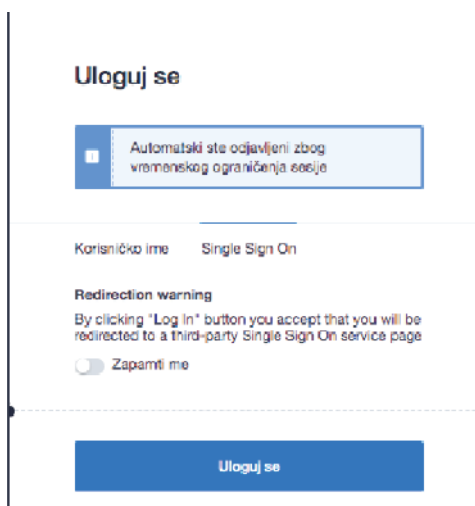 Uloguj se
Automatski ste odjavljeni zbog
vremenskog ograničenja sesije
Korisničko ime Single Sign On
Redirection warning
By clicking "Log In" button you accept that you will be
redirected to a third-party Single Sign On service page
Zapamti me
Uloguj se